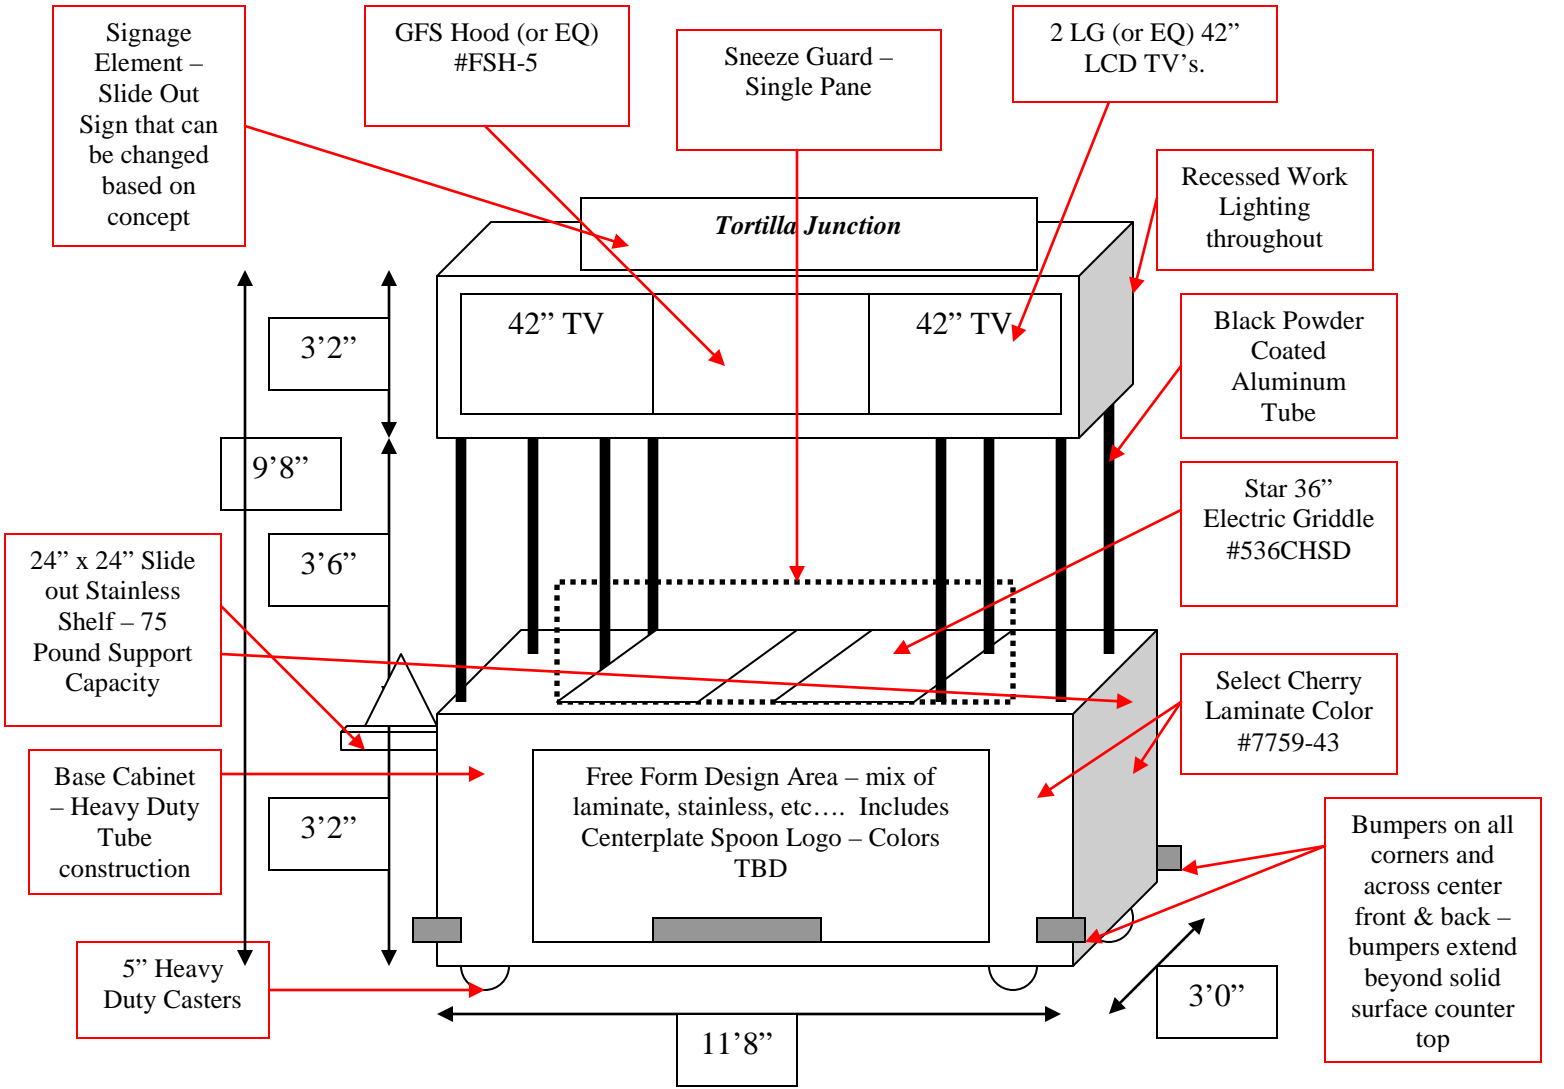 Signage
Element –
Slide Out
Sign that can
be changed
based on
concept
GFS Hood (or EQ)
#FSH-5
Sneeze Guard –
Single Pane
2 LG (or EQ) 42”
LCD TV’s.
Recessed Work
Lighting
throughout
Tortilla Junction
42” TV
42” TV
3’2”
Black Powder
Coated
Aluminum
Tube
9’8”
3’6”
Star 36”
Electric Griddle
#536CHSD
24” x 24” Slide
out Stainless
Shelf – 75
Pound Support
Capacity
Select Cherry
Laminate Color
#7759-43
Base Cabinet
– Heavy Duty
Tube
construction
3’2”
Free Form Design Area – mix of
laminate, stainless, etc…. Includes
Centerplate Spoon Logo – Colors
TBD
Bumpers on all
corners and
across center
front & back –
bumpers extend
beyond solid
surface counter
top
5” Heavy
Duty Casters
3’0”
11’8”